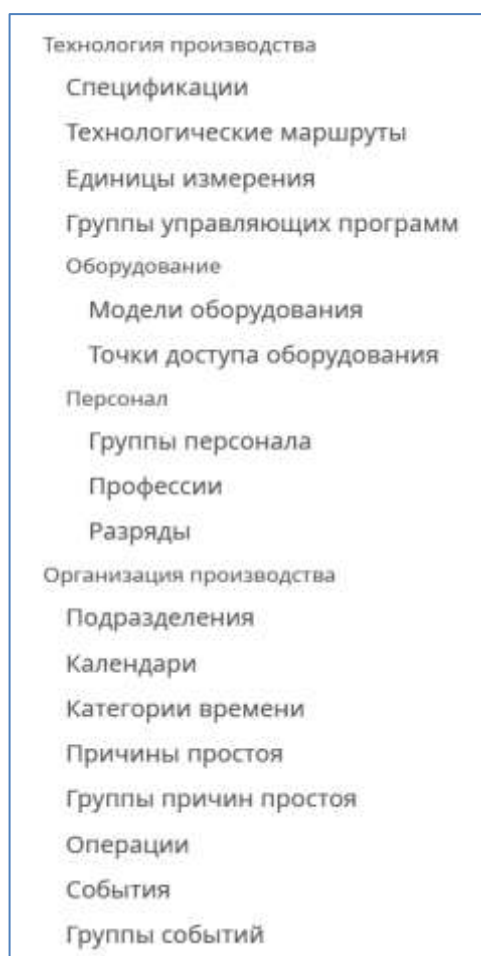 Технология производства
Спецификации
Технологические маршруты
Единицы измерения
Группы управляющих программ
Оборудование
Модели оборудования
Точки доступа оборудования
Персонал
Группы персонала
Профессии
Разряды
Организация производства
Подразделения
Календари
Категории времени
Причины простоя
Группы причин простоя
Операции
События
Группы событий